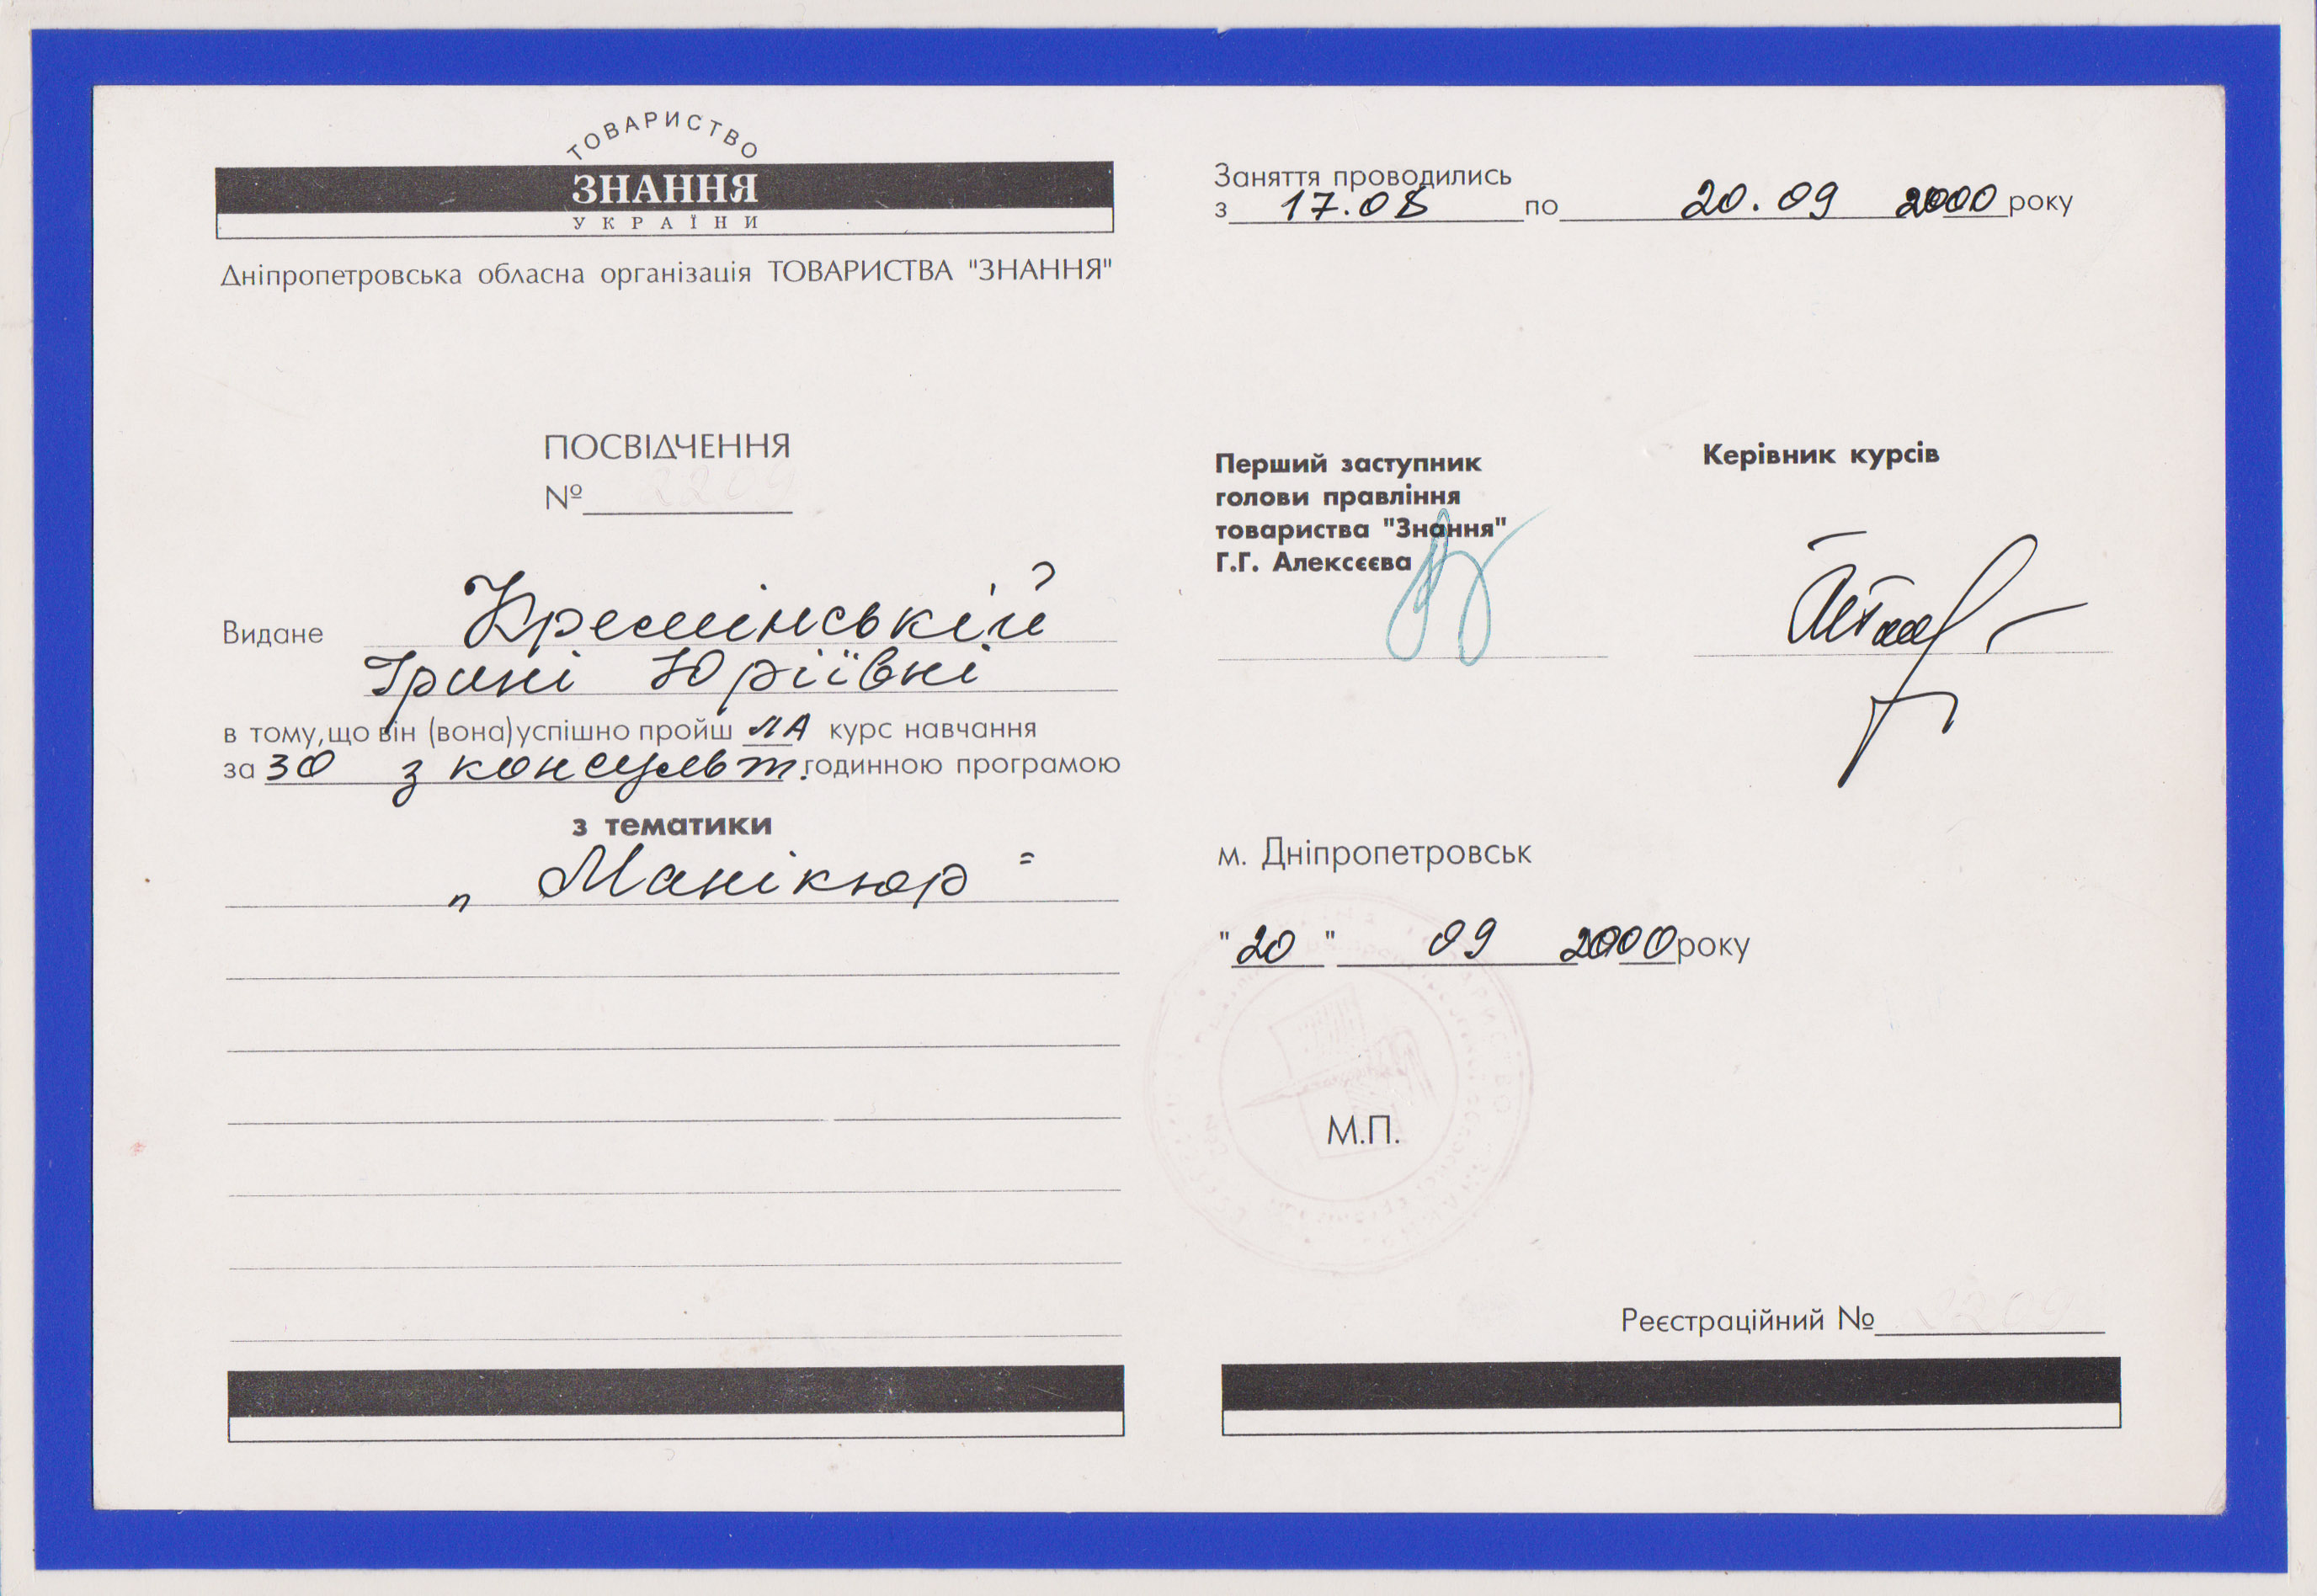 ТОВАРИСТВО
ЗНАННЯ
УКРАЇНИ
Дніпропетровська обласна організація ТОВАРИСТВА "ЗНАННЯ"
ПОСВІДЧЕННЯ
№ 2209
Видане Кремінській
Ірині Юріївні
в тому, що він (вона) успішно пройш ла курс навчання
за 30 з консульт. годинною програмою
з тематики
„Манікюр"
Заняття проводились
з 17.08 по 20.09 2000 року
Перший заступник
голови правління
товариства "Знання"
Г.Г. Алексєєва
Керівник курсів
м. Дніпропетровськ
"20" 09 2000 року
М.П.
Реєстраційний № 2209